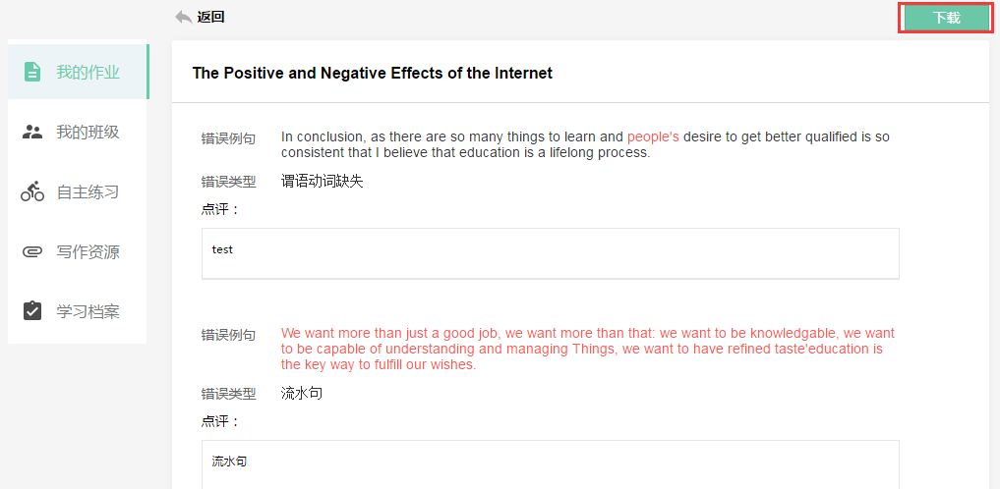 返回
下载
我的作业
我的班级
自主练习
写作资源
学习档案
The Positive and Negative Effects of the Internet
错误例句
In conclusion, as there are so many things to learn and people's desire to get better qualified is so
consistent that I believe that education is a lifelong process.
错误类型
谓语动词缺失
点评：
test
错误例句
We want more than just a good job, we want more than that: we want to be knowledgable, we want
to be capable of understanding and managing Things, we want to have refined taste'education is
the key way to fulfill our wishes.
错误类型
流水句
点评：
流水句